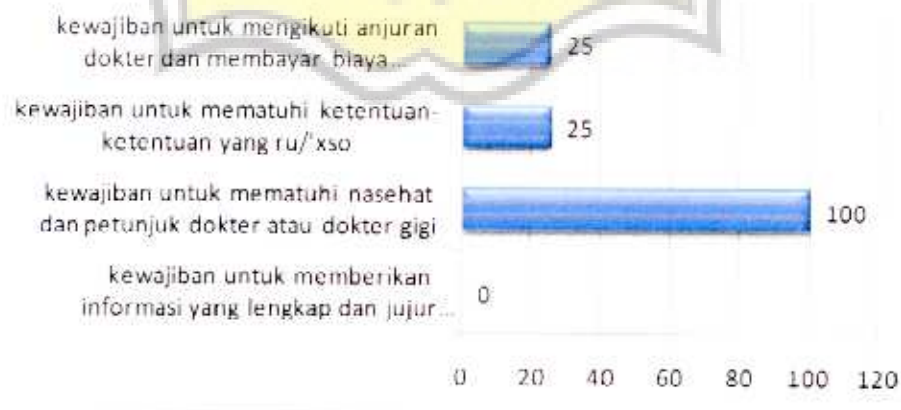 kewajiban untuk mengikuti anjuran
dokter dan membayar biaya...
25
kewajiban untuk mematuhi ketentuan-
ketentuan yang ru/'xso
25
kewajiban untuk mematuhi nasehat
dan petunjuk dokter atau dokter gigi
100
kewajiban untuk memberikan
informasi yang lengkap dan jujur...
0
0 20 40 60 80 100 120